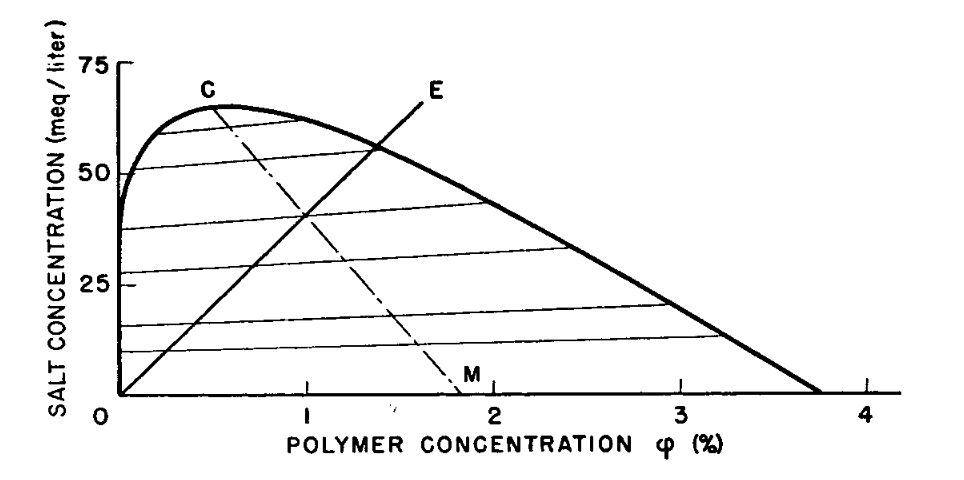 SALT CONCENTRATION (meq/liter)
75
50
25
0
C
E
M
1
2
3
4
POLYMER CONCENTRATION φ (%)